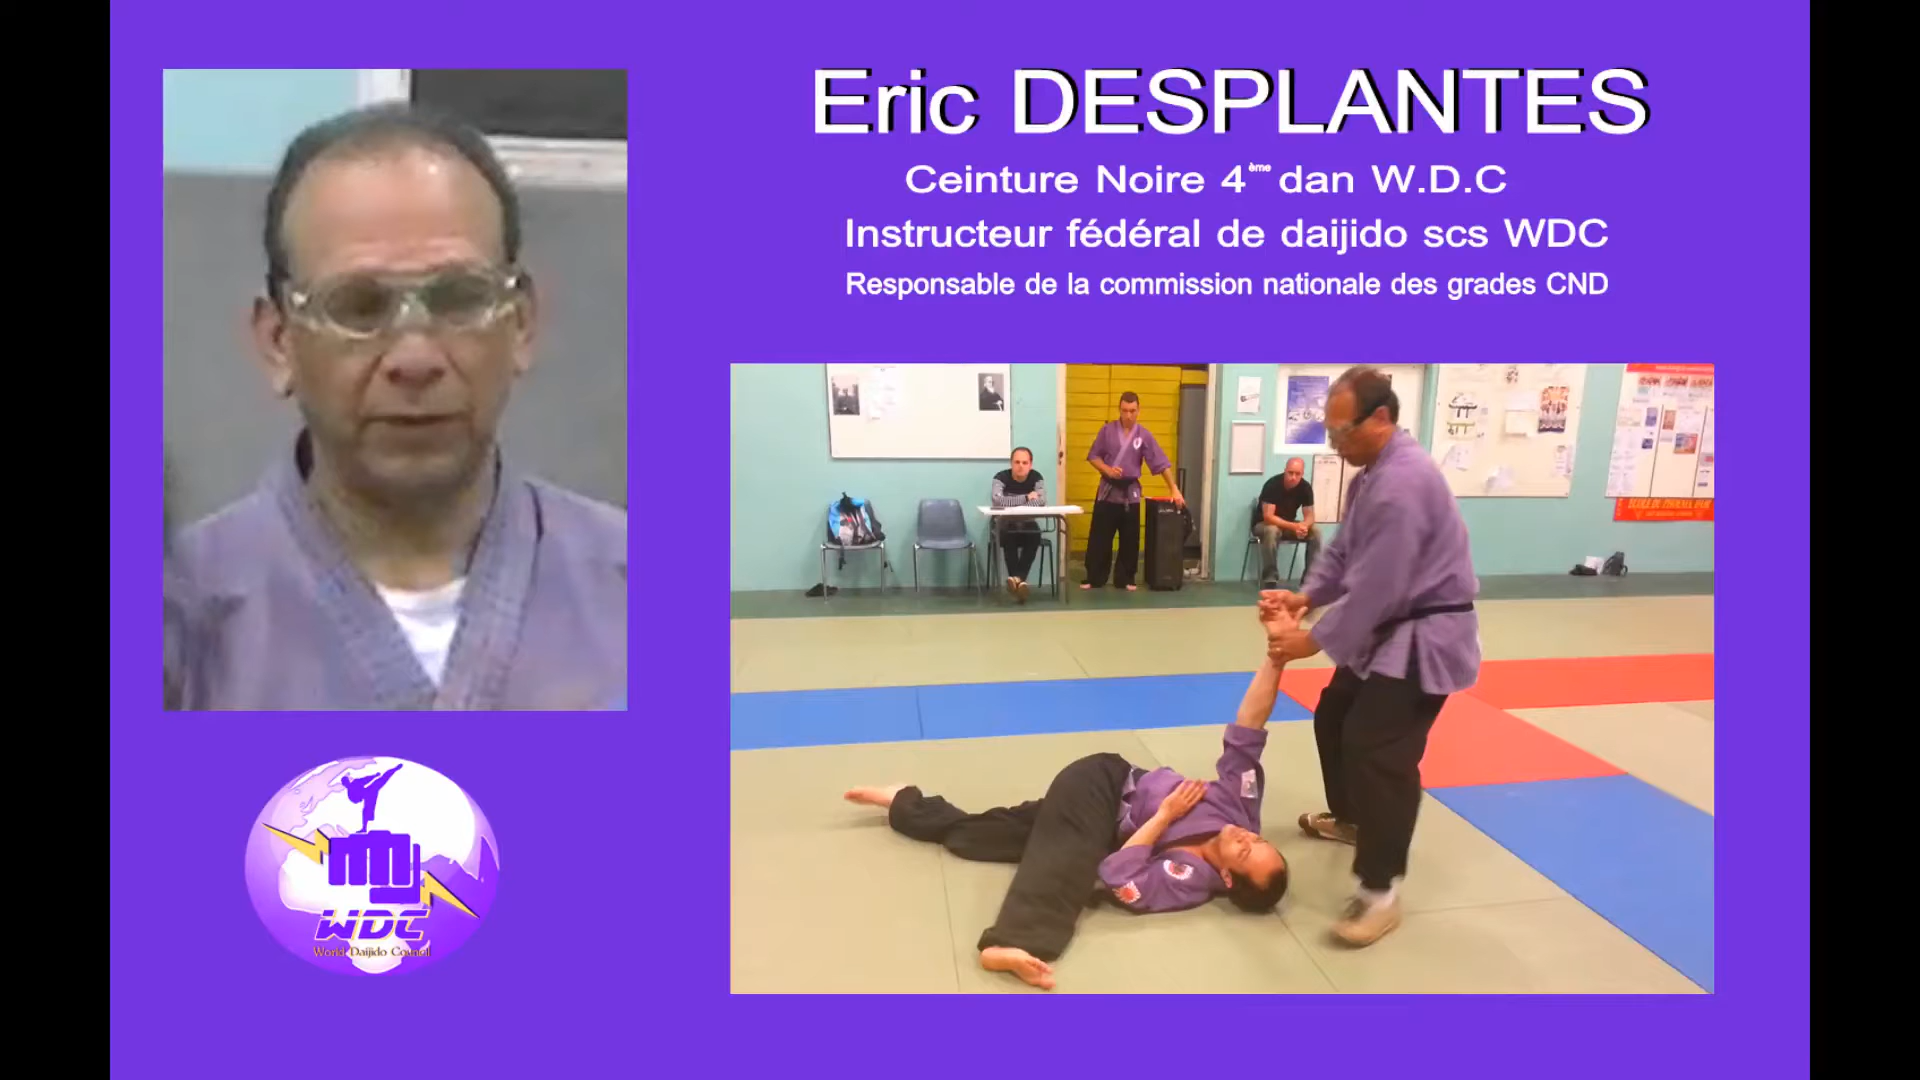 Eric DESPLANTES
Ceinture Noire 4ème dan W.D.C
Instructeur fédéral de daijido scs WDC
Responsable de la commission nationale des grades CND
WDC
World Daijido Council